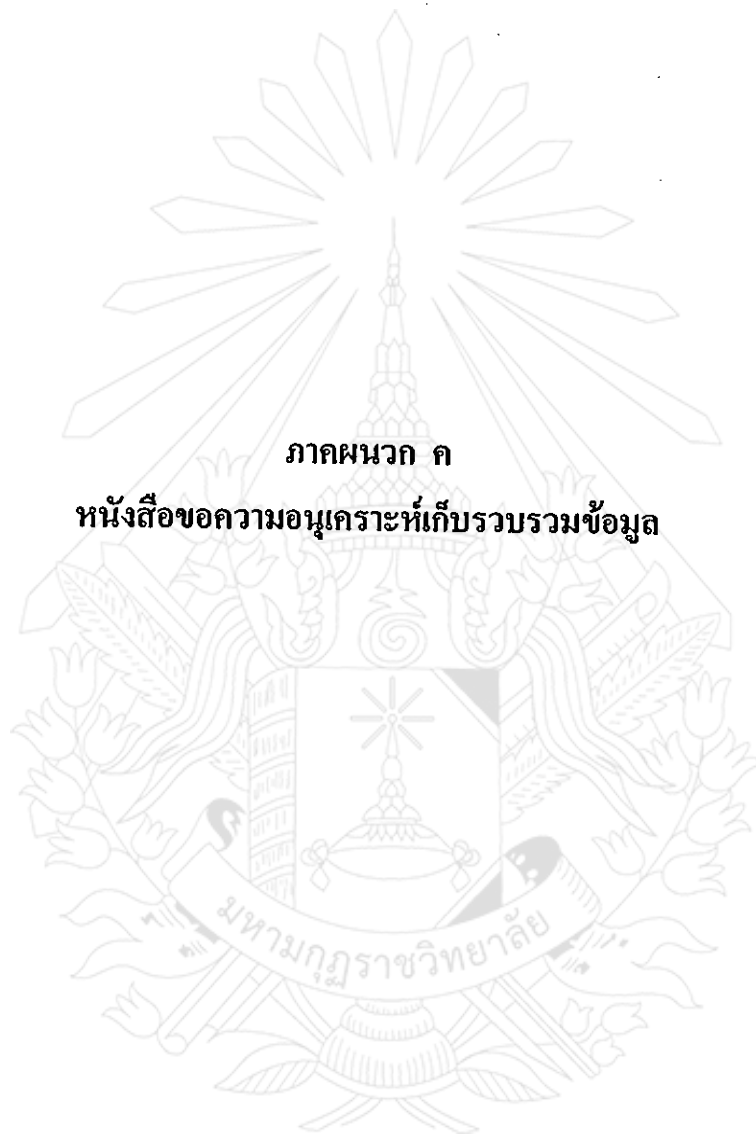 ภาคผนวก ค
หนังสือขอความอนุเคราะห์เก็บรวบรวมข้อมูล
มหามกุฏราชวิทยาลัย